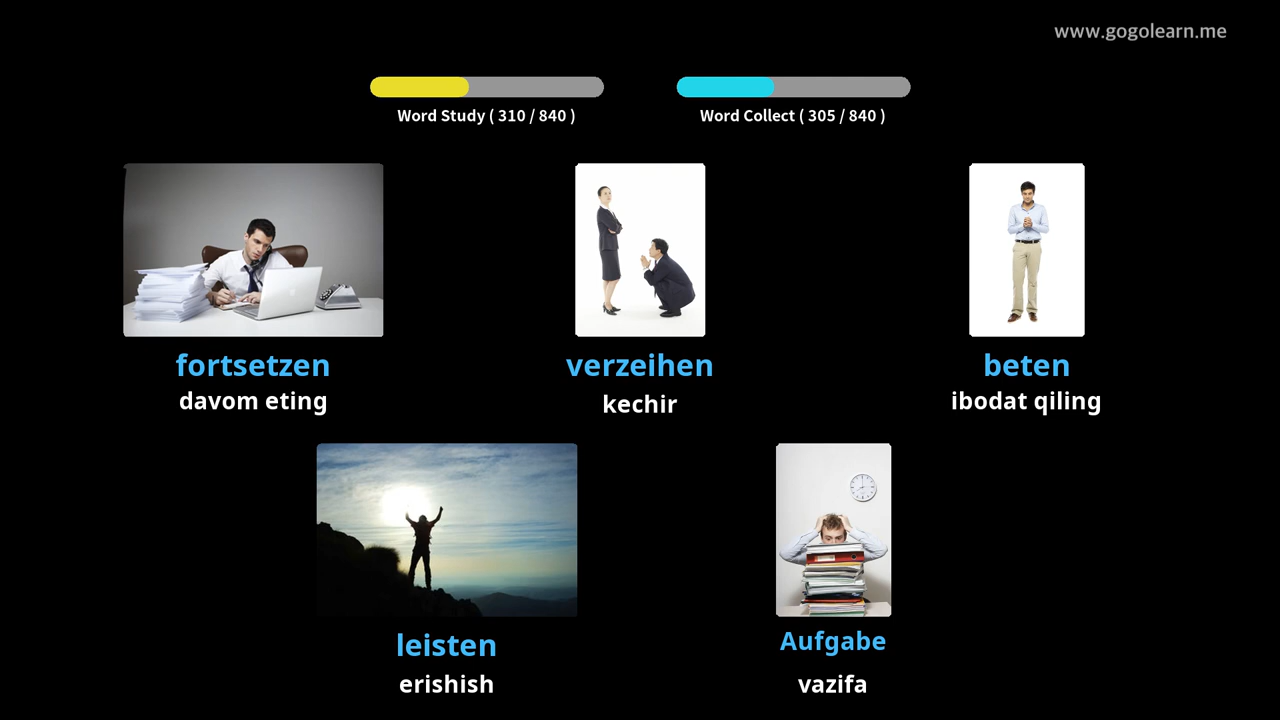 www.gogolearn.me
Word Study ( 310 / 840 )
Word Collect ( 305 / 840 )
fortsetzen
davom eting
verzeihen
kechir
beten
ibodat qiling
leisten
erishish
Aufgabe
vazifa